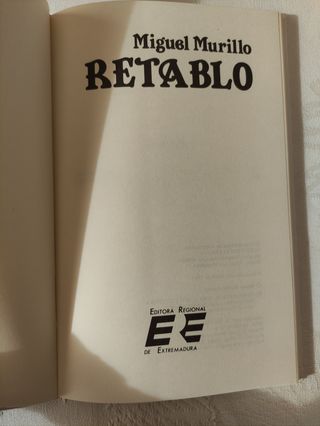 Miguel Murillo
RETABLO
EDITORA REGIONAL
EE
DE EXTREMADURA